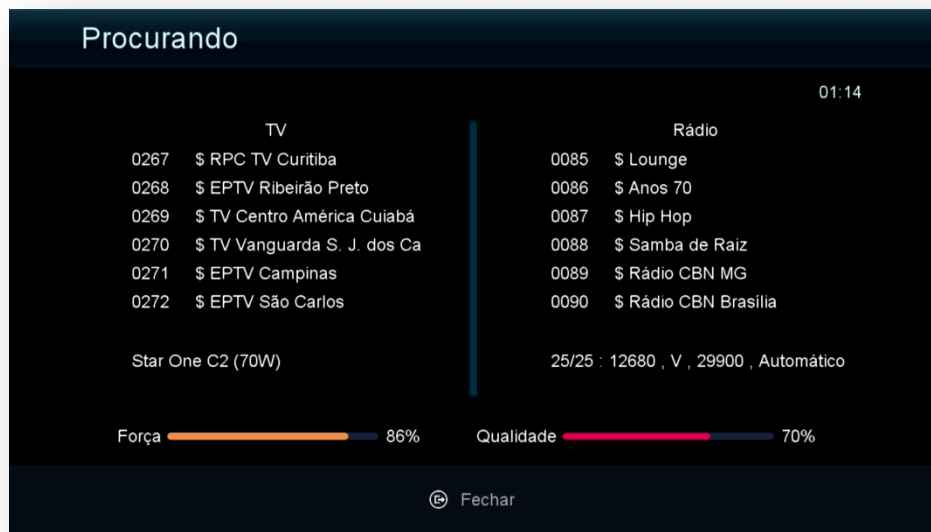 Procurando
01:14
TV
0267 $ RPC TV Curitiba
0268 $ EPTV Ribeirão Preto
0269 $ TV Centro América Cuiabá
0270 $ TV Vanguarda S. J. dos Ca
0271 $ EPTV Campinas
0272 $ EPTV São Carlos
Rádio
0085 $ Lounge
0086 $ Anos 70
0087 $ Hip Hop
0088 $ Samba de Raiz
0089 $ Rádio CBN MG
0090 $ Rádio CBN Brasília
Star One C2 (70W)
25/25 : 12680 , V , 29900 , Automático
Força 86%
Qualidade 70%
Fechar